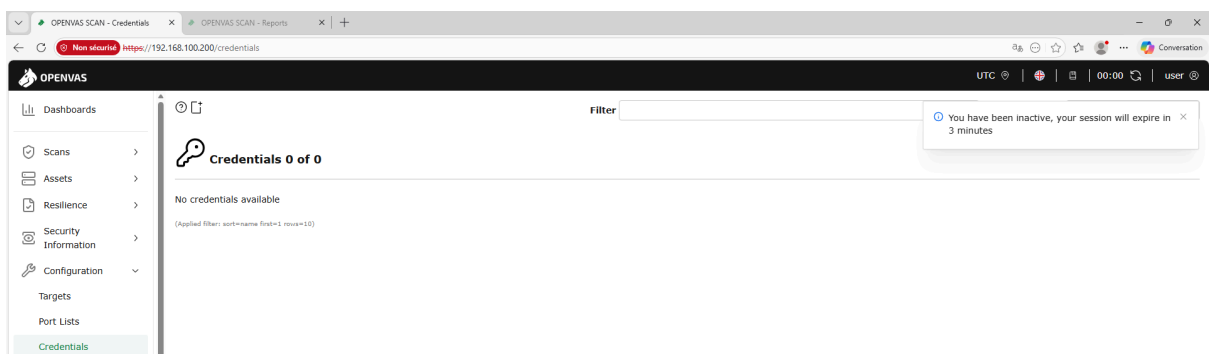 OPENVAS SCAN - Credentials
OPENVAS SCAN - Reports
Non sécurisé https://192.168.100.200/credentials
Conversation
OPENVAS
UTC
00:00
user
Dashboards
Scans
Assets
Resilience
Security
Information
Configuration
Targets
Port Lists
Credentials
Filter
You have been inactive, your session will expire in
3 minutes
Credentials 0 of 0
No credentials available
(Applied filter: sort=name first=1 rows=10)